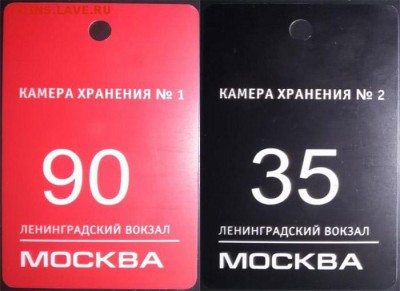 КАМЕРА ХРАНЕНИЯ № 1
90
ЛЕНИНГРАДСКИЙ ВОКЗАЛ
МОСКВА
КАМЕРА ХРАНЕНИЯ № 2
35
ЛЕНИНГРАДСКИЙ ВОКЗАЛ
МОСКВА